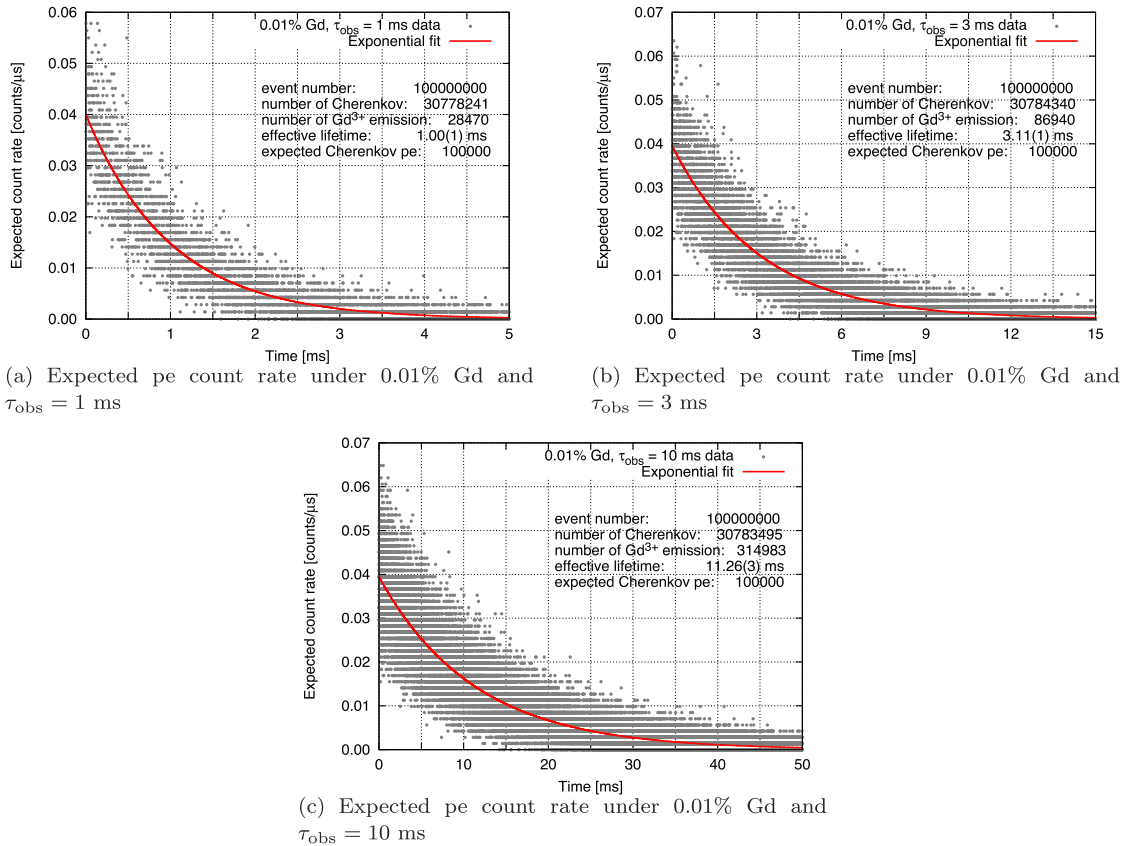 0.01% Gd, τobs = 1 ms data
Exponential fit
event number: 100000000
number of Cherenkov: 30778241
number of Gd3+ emission: 28470
effective lifetime: 1.00(1) ms
expected Cherenkov pe: 100000
Expected count rate [counts/μs]
0.06
0.05
0.04
0.03
0.02
0.01
0.00
0 1 2 3 4 5
Time [ms]
(a) Expected pe count rate under 0.01% Gd and
τobs = 1 ms
0.01% Gd, τobs = 3 ms data
Exponential fit
event number: 100000000
number of Cherenkov: 30784340
number of Gd3+ emission: 86940
effective lifetime: 3.11(1) ms
expected Cherenkov pe: 100000
Expected count rate [counts/μs]
0.07
0.06
0.05
0.04
0.03
0.02
0.01
0.00
0 3 6 9 12 15
Time [ms]
(b) Expected pe count rate under 0.01% Gd and
τobs = 3 ms
0.01% Gd, τobs = 10 ms data
Exponential fit
event number: 100000000
number of Cherenkov: 30783495
number of Gd3+ emission: 314983
effective lifetime: 11.26(3) ms
expected Cherenkov pe: 100000
Expected count rate [counts/μs]
0.07
0.06
0.05
0.04
0.03
0.02
0.01
0.00
0 10 20 30 40 50
Time [ms]
(c) Expected pe count rate under 0.01% Gd and
τobs = 10 ms